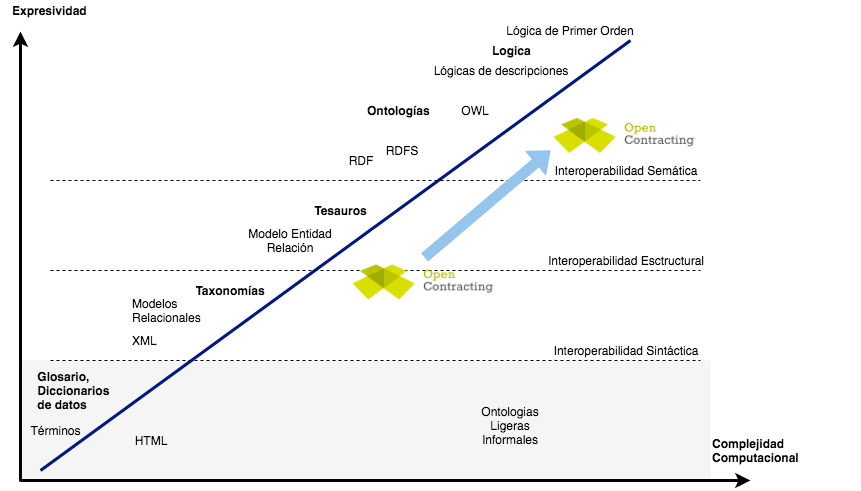 Expresividad
Lógica de Primer Orden
Logica
Lógicas de descripciones
Ontologías
OWL
Open
Contracting
RDFS
RDF
Interoperabilidad Semática
Tesauros
Modelo Entidad
Relación
Interoperabilidad Esctructural
Open
Contracting
Taxonomías
Modelos
Relacionales
XML
Interoperabilidad Sintáctica
Glosario,
Diccionarios
de datos
Términos
HTML
Ontologias
Ligeras
Informales
Complejidad
Computacional